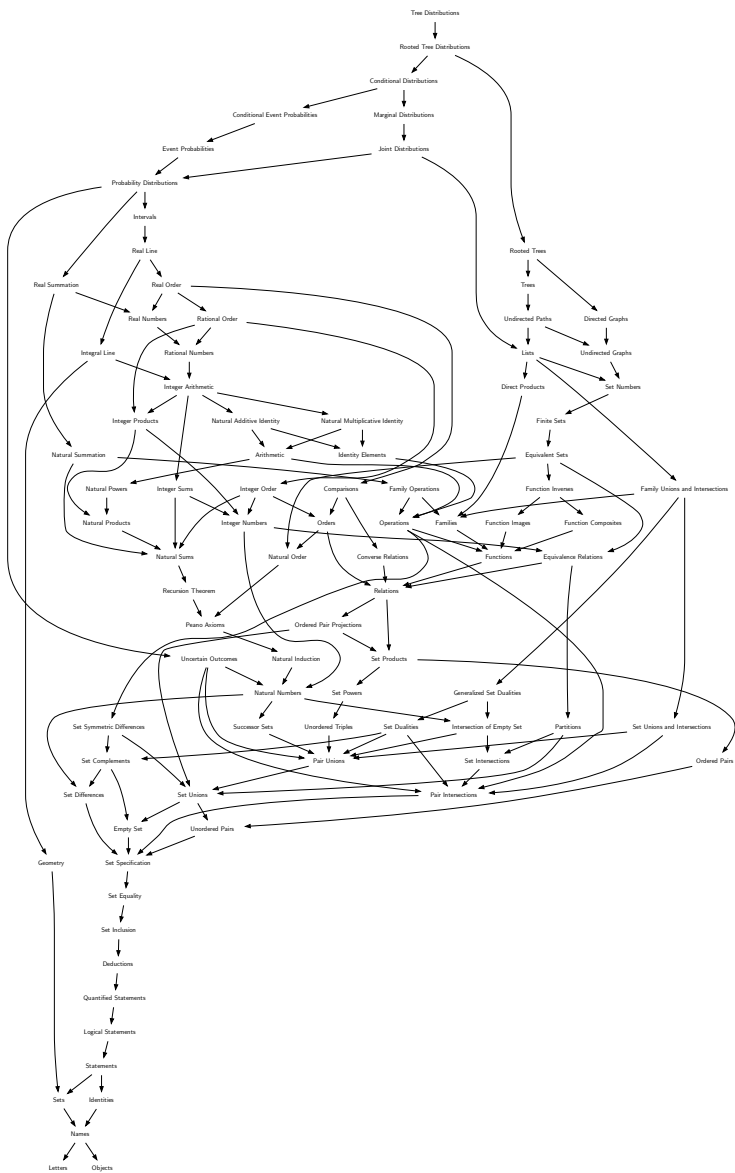 Tree Distributions
Rooted Tree Distributions
Conditional Distributions
Conditional Event Probabilities
Marginal Distributions
Event Probabilities
Joint Distributions
Probability Distributions
Intervals
Real Line
Rooted Trees
Real Summation
Real Order
Trees
Real Numbers
Rational Order
Undirected Paths
Directed Graphs
Integral Line
Rational Numbers
Lists
Undirected Graphs
Integer Arithmetic
Direct Products
Set Numbers
Integer Products
Natural Additive Identity
Natural Multiplicative Identity
Finite Sets
Natural Summation
Arithmetic
Identity Elements
Equivalent Sets
Natural Powers
Integer Sums
Integer Order
Comparisons
Family Operations
Function Inverses
Family Unions and Intersections
Natural Products
Integer Numbers
Orders
Operations
Families
Function Images
Function Composites
Natural Sums
Natural Order
Converse Relations
Functions
Equivalence Relations
Recursion Theorem
Relations
Peano Axioms
Ordered Pair Projections
Uncertain Outcomes
Natural Induction
Set Products
Natural Numbers
Set Powers
Generalized Set Dualities
Set Symmetric Differences
Successor Sets
Unordered Triples
Set Dualities
Intersection of Empty Set
Partitions
Set Unions and Intersections
Set Complements
Pair Unions
Set Intersections
Ordered Pairs
Set Differences
Set Unions
Pair Intersections
Empty Set
Unordered Pairs
Geometry
Set Specification
Set Equality
Set Inclusion
Deductions
Quantified Statements
Logical Statements
Statements
Sets
Identities
Names
Letters
Objects